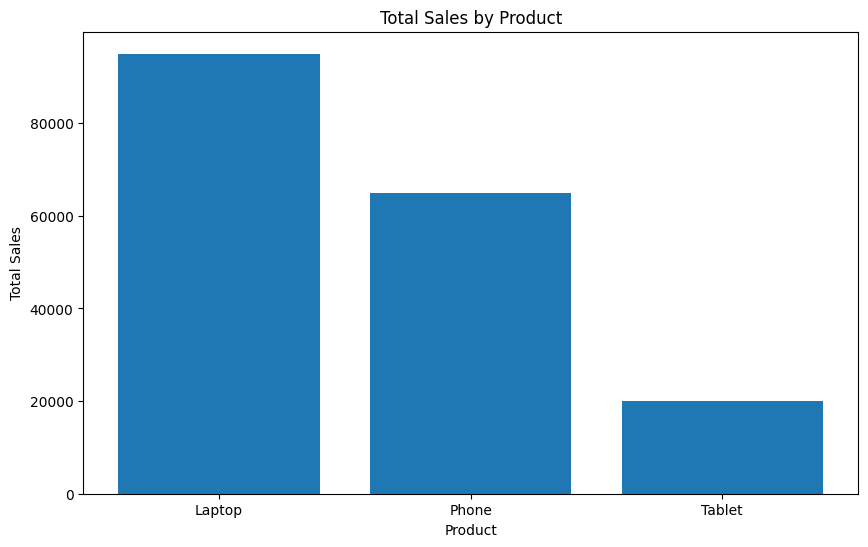 Total Sales by Product
Total Sales
80000
60000
40000
20000
0
Laptop Phone Tablet
Product